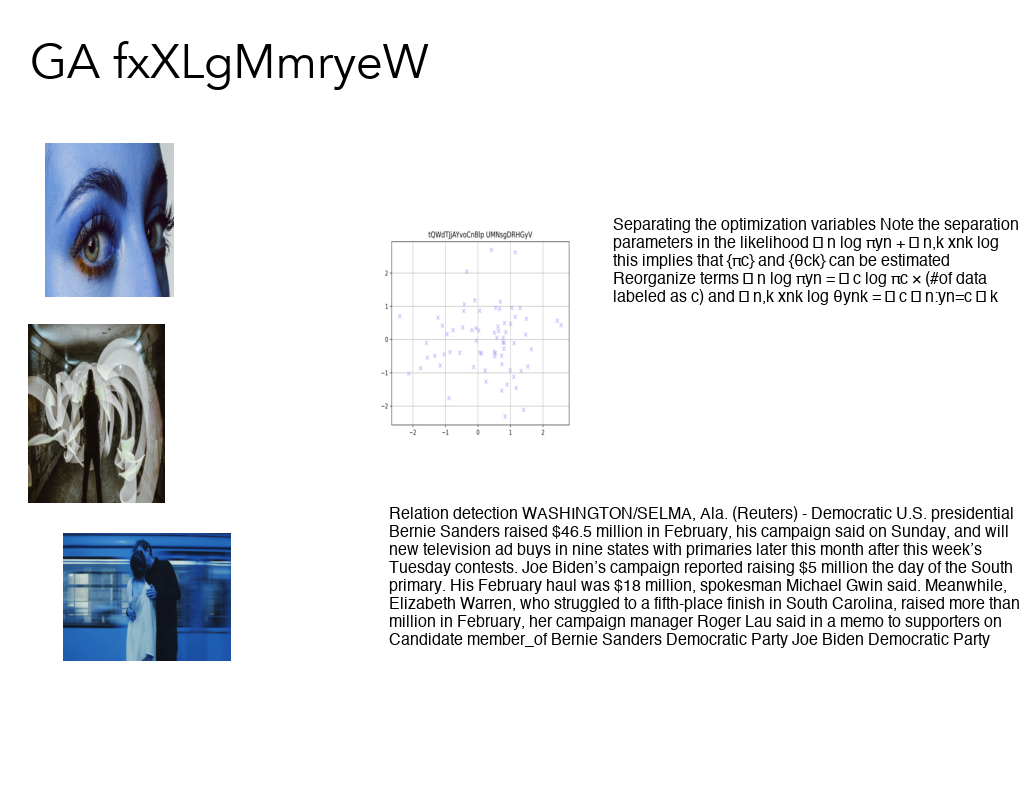 GA fxXLgMmryeW
tQWdTJjAYvoCnBlp UMNsgDRHGyV
2
1
0
−1
−2
−2 −1 0 1 2
Separating the optimization variables Note the separation
parameters in the likelihood □ n log πyn + □ n,k xnk log
this implies that {πc} and {θck} can be estimated
Reorganize terms □ n log πyn = □ c log πc × (#of data
labeled as c) and □ n,k xnk log θynk = □ c □ n:yn=c □ k
Relation detection WASHINGTON/SELMA, Ala. (Reuters) - Democratic U.S. presidential
Bernie Sanders raised $46.5 million in February, his campaign said on Sunday, and will
new television ad buys in nine states with primaries later this month after this week’s
Tuesday contests. Joe Biden’s campaign reported raising $5 million the day of the South
primary. His February haul was $18 million, spokesman Michael Gwin said. Meanwhile,
Elizabeth Warren, who struggled to a fifth-place finish in South Carolina, raised more than
million in February, her campaign manager Roger Lau said in a memo to supporters on
Candidate member_of Bernie Sanders Democratic Party Joe Biden Democratic Party